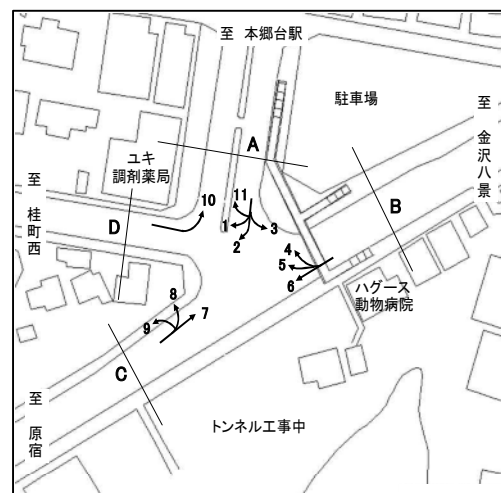 至 本郷台駅
駐車場
至 金沢八景
A
ユキ
調剤薬局
至 桂町西
B
D
10
11
1
2
3
4
5
6
ハグース
動物病院
8
7
9
C
至 原宿
トンネル工事中